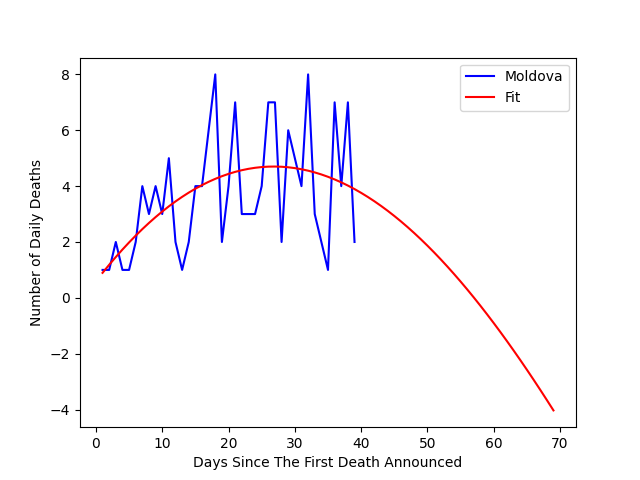 Moldova
Fit
8
6
4
2
0
−2
−4
Number of Daily Deaths
0 10 20 30 40 50 60 70
Days Since The First Death Announced